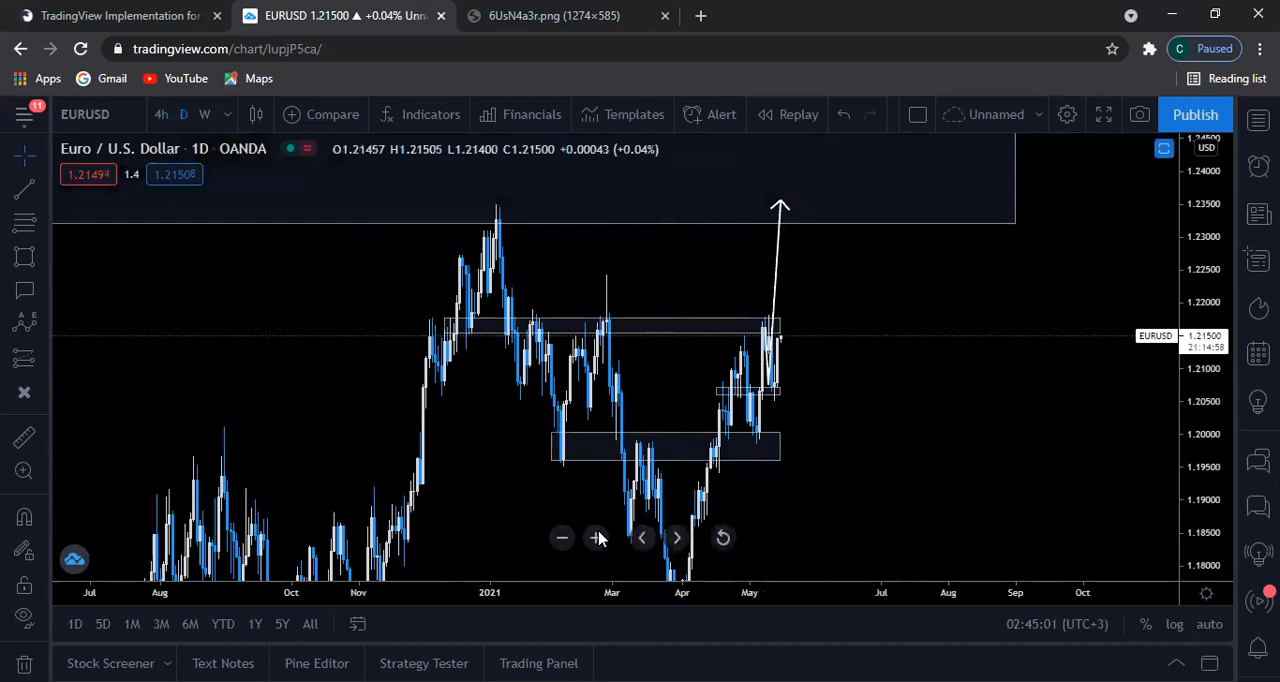 TradingView Implementation for
EURUSD 1.21500 ▲ +0.04% Unna
6UsN4a3r.png (1274×585)
tradingview.com/chart/lupjP5ca/
C Paused
Apps Gmail YouTube Maps Reading list
11
EURUSD 4h D W Compare Indicators Financials Templates Alert Replay Unnamed Publish
Euro / U.S. Dollar · 1D · OANDA O1.21457 H1.21505 L1.21400 C1.21500 +0.00043 (+0.04%)
USD
1.21494 1.4 1.21508
1.24500
1.24000
1.23500
1.23000
1.22500
1.22000
EURUSD 1.21500
21:14:58
1.21000
1.20500
1.20000
1.19500
1.19000
1.18500
1.18000
Jul Aug Oct Nov 2021 Mar Apr May Jul Aug Sep Oct
1D 5D 1M 3M 6M YTD 1Y 5Y All 02:45:01 (UTC+3) % log auto
Stock Screener Text Notes Pine Editor Strategy Tester Trading Panel